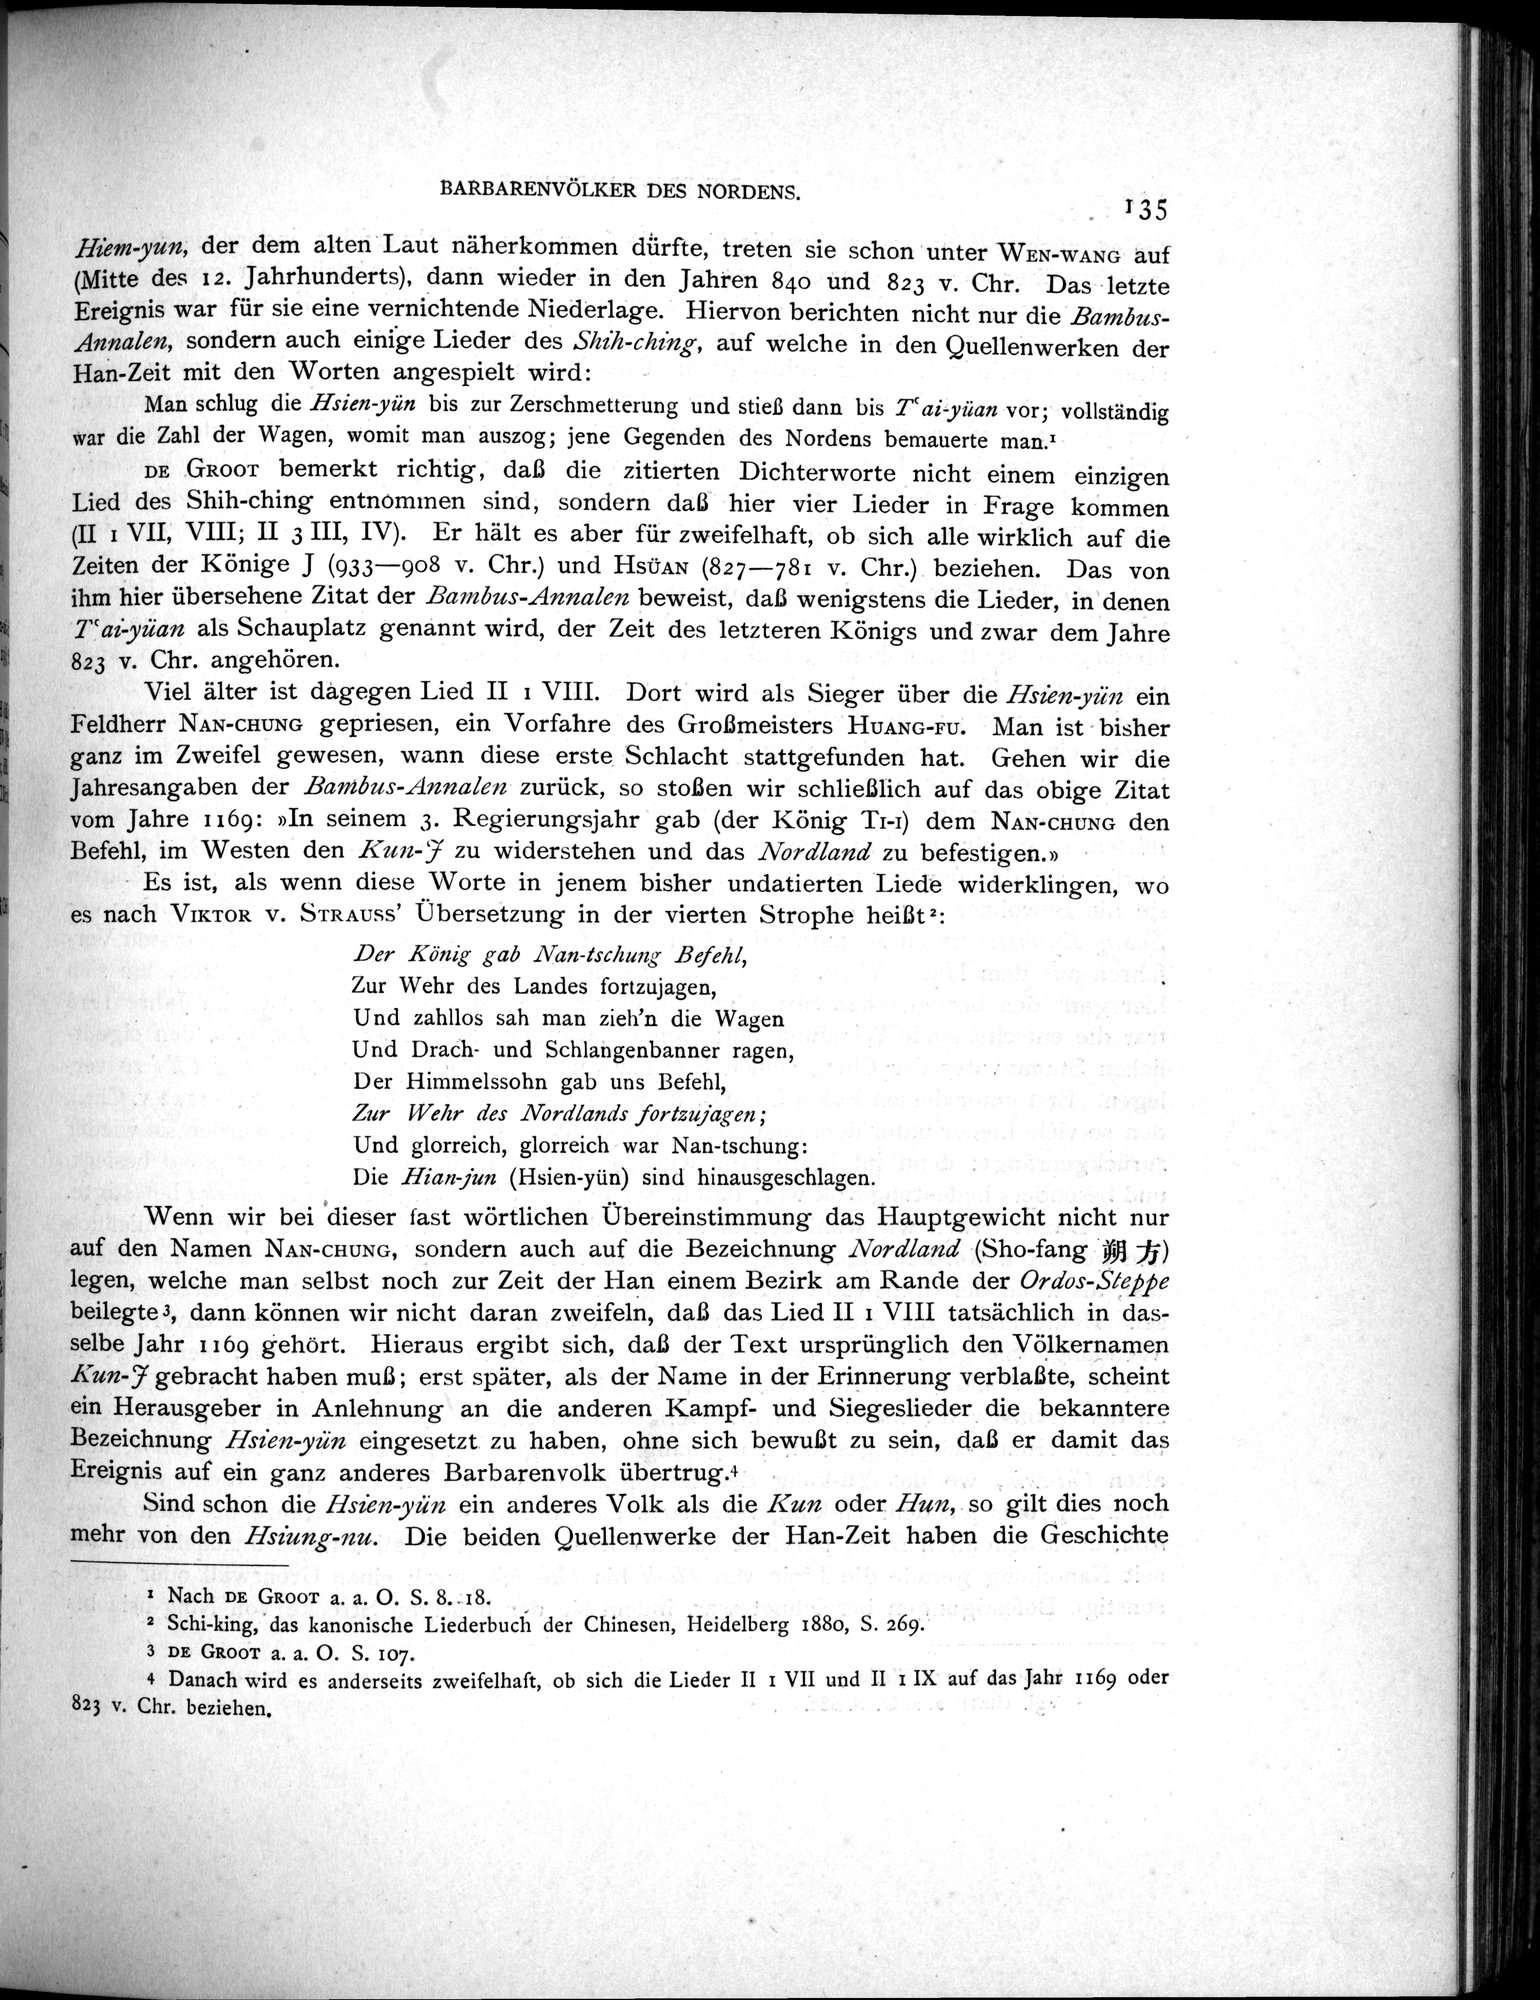 BARBARENVÖLKER DES NORDENS.
135
Hiem-yun, der dem alten Laut näherkommen dürfte, treten sie schon unter WEN-WANG auf
(Mitte des 12. Jahrhunderts), dann wieder in den Jahren 840 und 823 v. Chr. Das letzte
Ereignis war für sie eine vernichtende Niederlage. Hiervon berichten nicht nur die Bambus-
Annalen, sondern auch einige Lieder des Shih-ching, auf welche in den Quellenwerken der
Han-Zeit mit den Worten angespielt wird:
Man schlug die Hsien-yün bis zur Zerschmetterung und stieß dann bis Tʿai-yüan vor; vollständig
war die Zahl der Wagen, womit man auszog; jene Gegenden des Nordens bemauerte man.¹
DE GROOT bemerkt richtig, daß die zitierten Dichterworte nicht einem einzigen
Lied des Shih-ching entnommen sind, sondern daß hier vier Lieder in Frage kommen
(II 1 VII, VIII; II 3 III, IV). Er hält es aber für zweifelhaft, ob sich alle wirklich auf die
Zeiten der Könige J (933—908 v. Chr.) und HSÜAN (827—781 v. Chr.) beziehen. Das von
ihm hier übersehene Zitat der Bambus-Annalen beweist, daß wenigstens die Lieder, in denen
Tʿai-yüan als Schauplatz genannt wird, der Zeit des letzteren Königs und zwar dem Jahre
823 v. Chr. angehören.
Viel älter ist dagegen Lied II 1 VIII. Dort wird als Sieger über die Hsien-yün ein
Feldherr NAN-CHUNG gepriesen, ein Vorfahre des Großmeisters HUANG-FU. Man ist bisher
ganz im Zweifel gewesen, wann diese erste Schlacht stattgefunden hat. Gehen wir die
Jahresangaben der Bambus-Annalen zurück, so stoßen wir schließlich auf das obige Zitat
vom Jahre 1169: »In seinem 3. Regierungsjahr gab (der König TI-I) dem NAN-CHUNG den
Befehl, im Westen den Kun-J zu widerstehen und das Nordland zu befestigen.»
Es ist, als wenn diese Worte in jenem bisher undatierten Liede widerklingen, wo
es nach VIKTOR V. STRAUSS' Übersetzung in der vierten Strophe heißt²:
Der König gab Nan-tschung Befehl,
Zur Wehr des Landes fortzujagen,
Und zahllos sah man zieh'n die Wagen
Und Drach- und Schlangenbanner ragen,
Der Himmelssohn gab uns Befehl,
Zur Wehr des Nordlands fortzujagen;
Und glorreich, glorreich war Nan-tschung:
Die Hian-jun (Hsien-yün) sind hinausgeschlagen.
Wenn wir bei dieser fast wörtlichen Übereinstimmung das Hauptgewicht nicht nur
auf den Namen NAN-CHUNG, sondern auch auf die Bezeichnung Nordland (Sho-fang 朔方)
legen, welche man selbst noch zur Zeit der Han einem Bezirk am Rande der Ordos-Steppe
beilegte³, dann können wir nicht daran zweifeln, daß das Lied II 1 VIII tatsächlich in das-
selbe Jahr 1169 gehört. Hieraus ergibt sich, daß der Text ursprünglich den Völkernamen
Kun-J gebracht haben muß; erst später, als der Name in der Erinnerung verblaßte, scheint
ein Herausgeber in Anlehnung an die anderen Kampf- und Siegeslieder die bekanntere
Bezeichnung Hsien-yün eingesetzt zu haben, ohne sich bewußt zu sein, daß er damit das
Ereignis auf ein ganz anderes Barbarenvolk übertrug.⁴
Sind schon die Hsien-yün ein anderes Volk als die Kun oder Hun, so gilt dies noch
mehr von den Hsiung-nu. Die beiden Quellenwerke der Han-Zeit haben die Geschichte
¹ Nach DE GROOT a. a. O. S. 8. 18.
² Schi-king, das kanonische Liederbuch der Chinesen, Heidelberg 1880, S. 269.
³ DE GROOT a. a. O. S. 107.
⁴ Danach wird es anderseits zweifelhaft, ob sich die Lieder II 1 VII und II 1 IX auf das Jahr 1169 oder
823 v. Chr. beziehen.